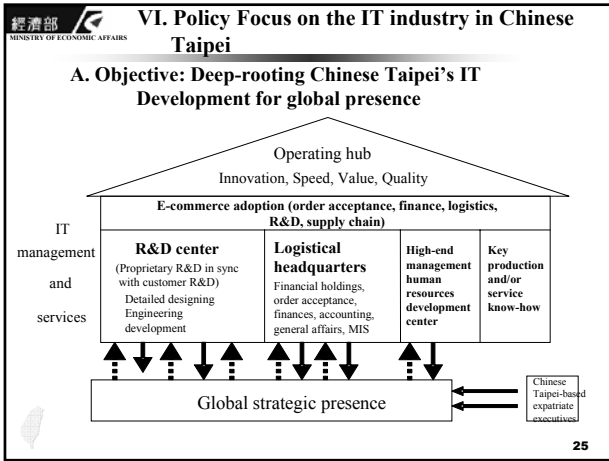 經濟部
MINISTRY OF ECONOMIC AFFAIRS
VI. Policy Focus on the IT industry in Chinese
Taipei
A. Objective: Deep-rooting Chinese Taipei's IT
Development for global presence
Operating hub
Innovation, Speed, Value, Quality
E-commerce adoption (order acceptance, finance, logistics,
R&D, supply chain)
IT
management
and
services
R&D center
(Proprietary R&D in sync
with customer R&D)
Detailed designing
Engineering
development
Logistical
headquarters
Financial holdings,
order acceptance,
finances, accounting,
general affairs, MIS
High-end
management
human
resources
development
center
Key
production
and/or
service
know-how
Global strategic presence
Chinese
Taipei-based
expatriate
executives
25